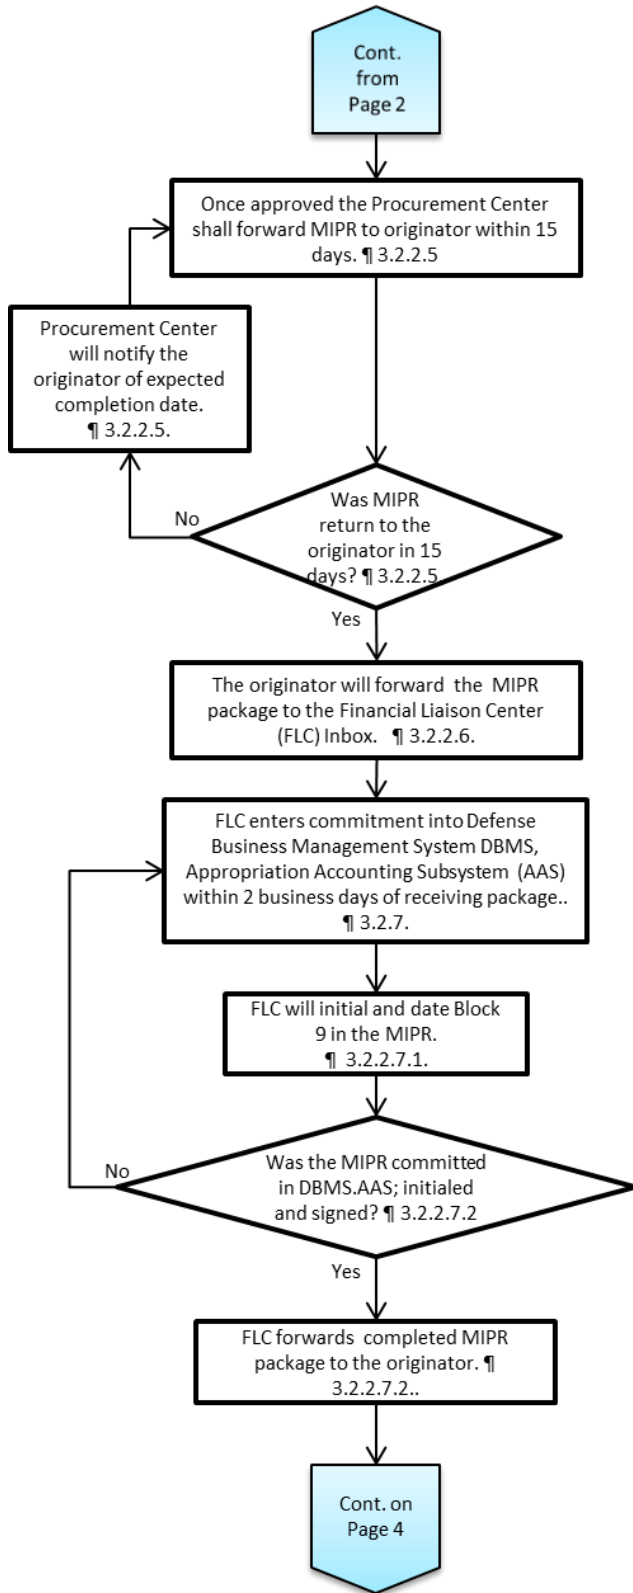 Cont.
from
Page 2
Once approved the Procurement Center
shall forward MIPR to originator within 15
days. ¶ 3.2.2.5
Procurement Center
will notify the
originator of expected
completion date.
¶ 3.2.2.5.
No
Was MIPR
return to the
originator in 15
days? ¶ 3.2.2.5
Yes
The originator will forward the MIPR
package to the Financial Liaison Center
(FLC) Inbox. ¶ 3.2.2.6.
FLC enters commitment into Defense
Business Management System DBMS,
Appropriation Accounting Subsystem (AAS)
within 2 business days of receiving package..
¶ 3.2.7.
FLC will initial and date Block
9 in the MIPR.
¶ 3.2.2.7.1.
No
Was the MIPR committed
in DBMS.AAS; initialed
and signed? ¶ 3.2.2.7.2
Yes
FLC forwards completed MIPR
package to the originator. ¶
3.2.2.7.2..
Cont. on
Page 4